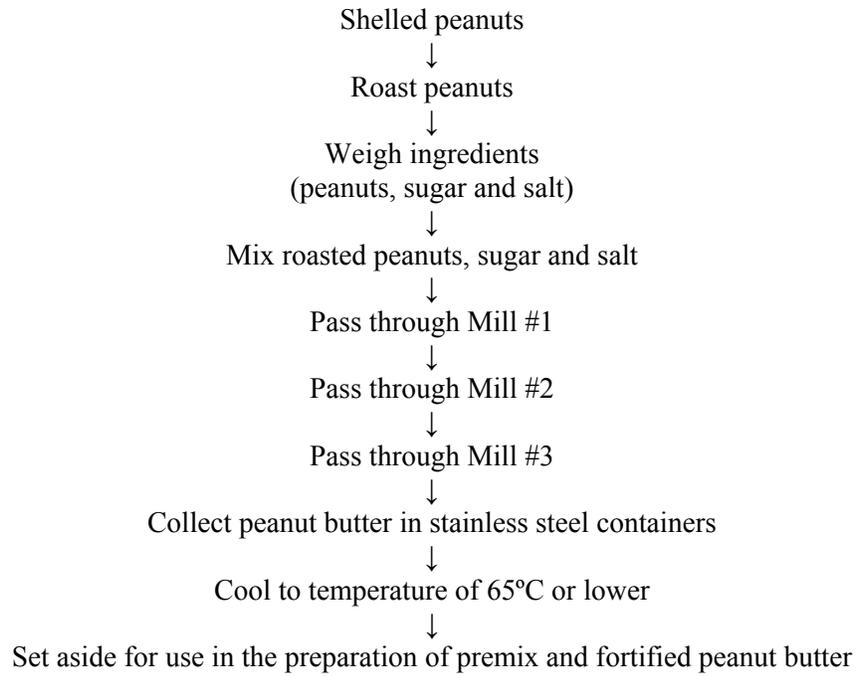 Shelled peanuts
↓
Roast peanuts
↓
Weigh ingredients
(peanuts, sugar and salt)
↓
Mix roasted peanuts, sugar and salt
↓
Pass through Mill #1
↓
Pass through Mill #2
↓
Pass through Mill #3
↓
Collect peanut butter in stainless steel containers
↓
Cool to temperature of 65ºC or lower
↓
Set aside for use in the preparation of premix and fortified peanut butter